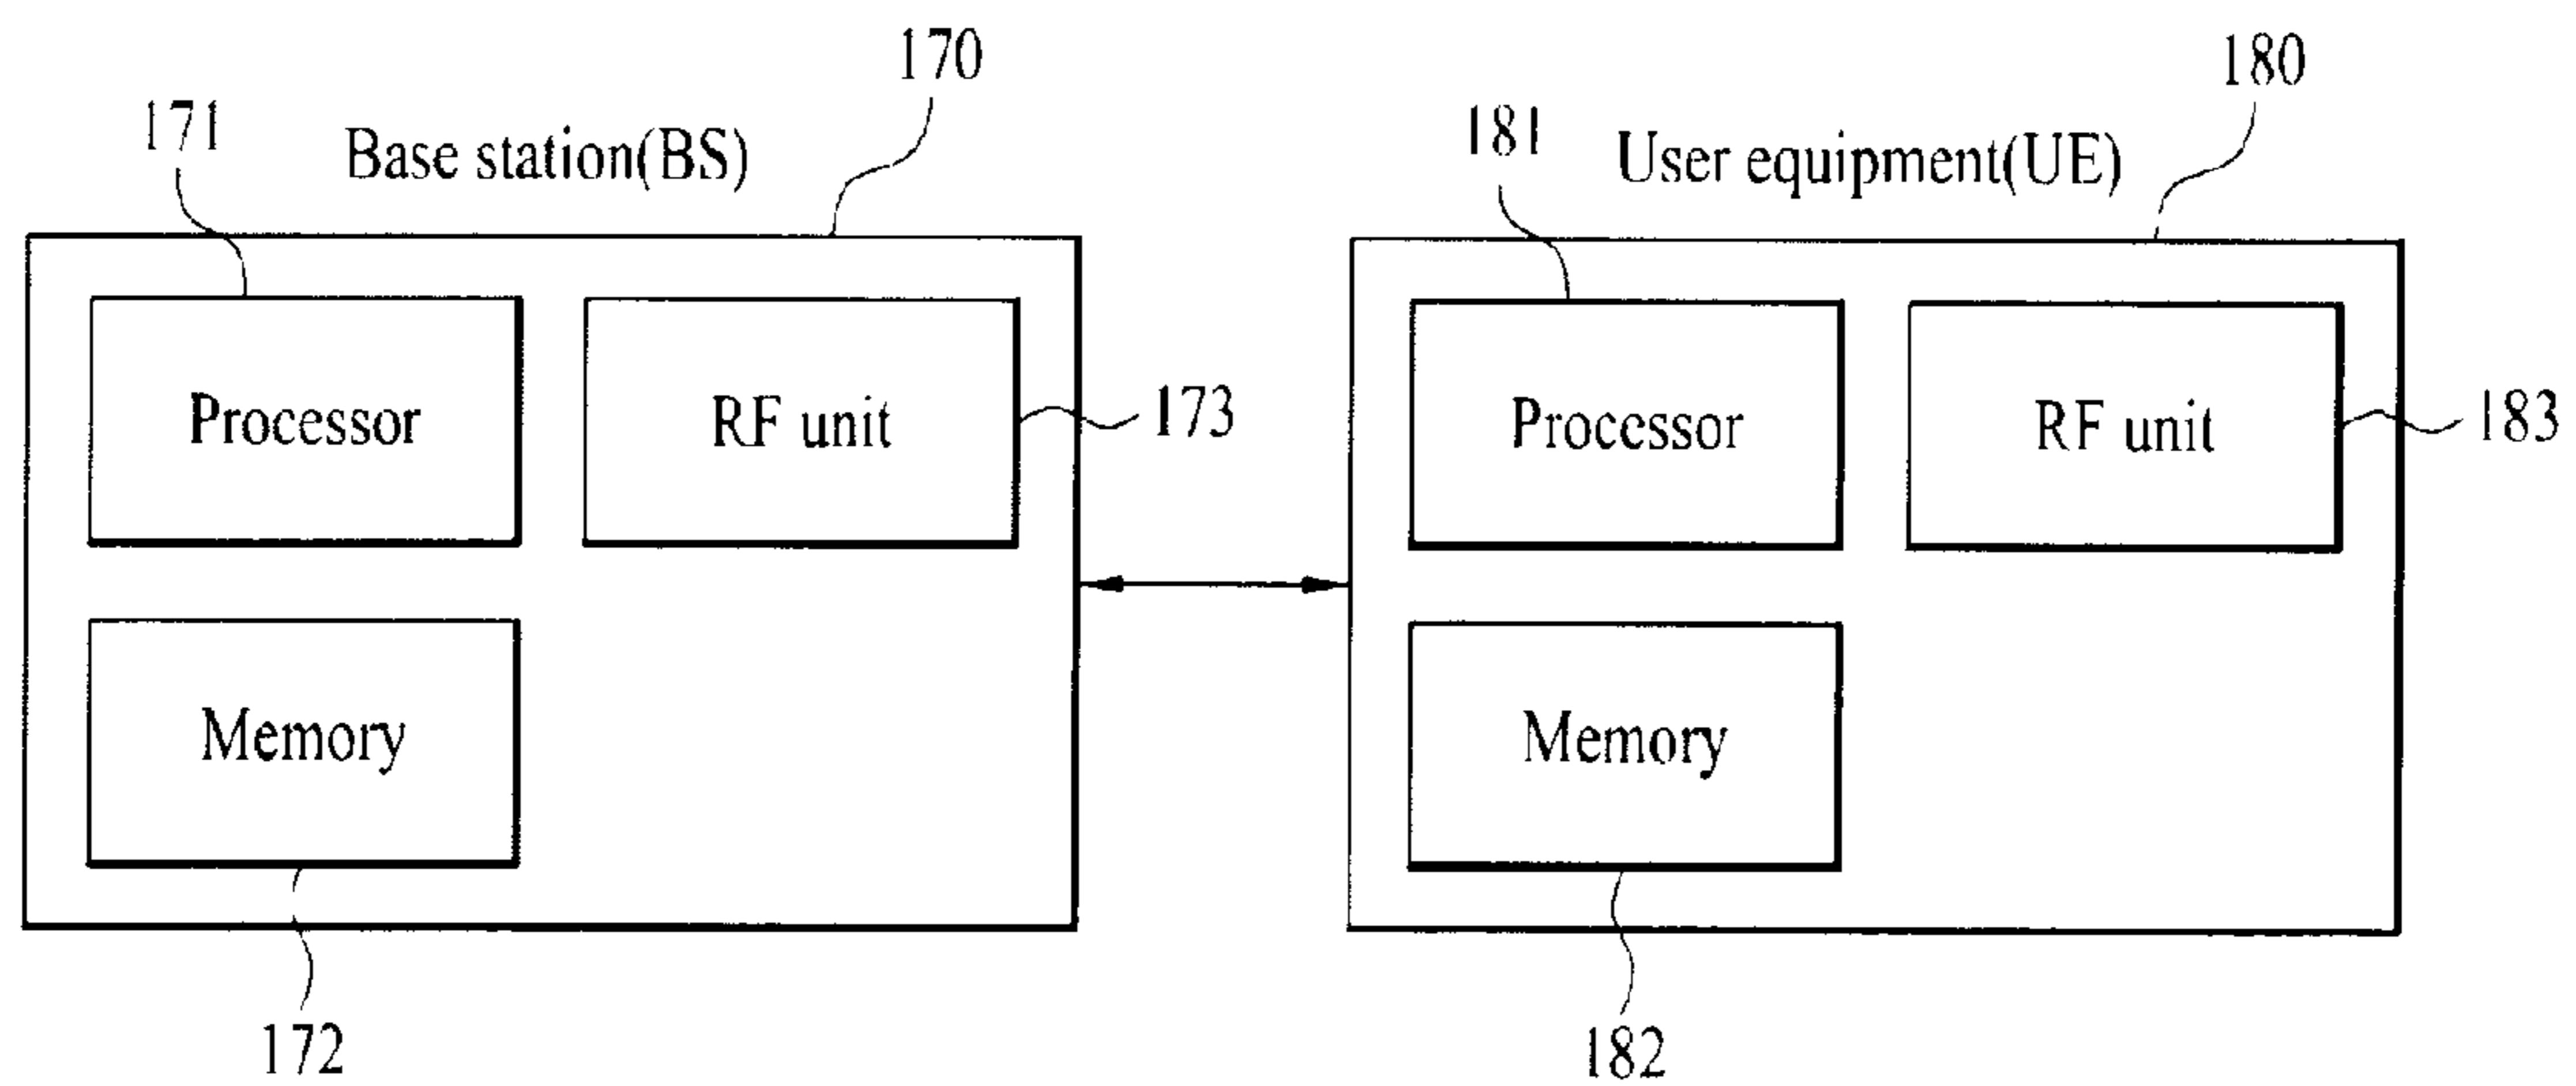 170
180
171
Base station(BS)
181
User equipment(UE)
Processor
RF unit
173
Processor
RF unit
183
Memory
Memory
172
182